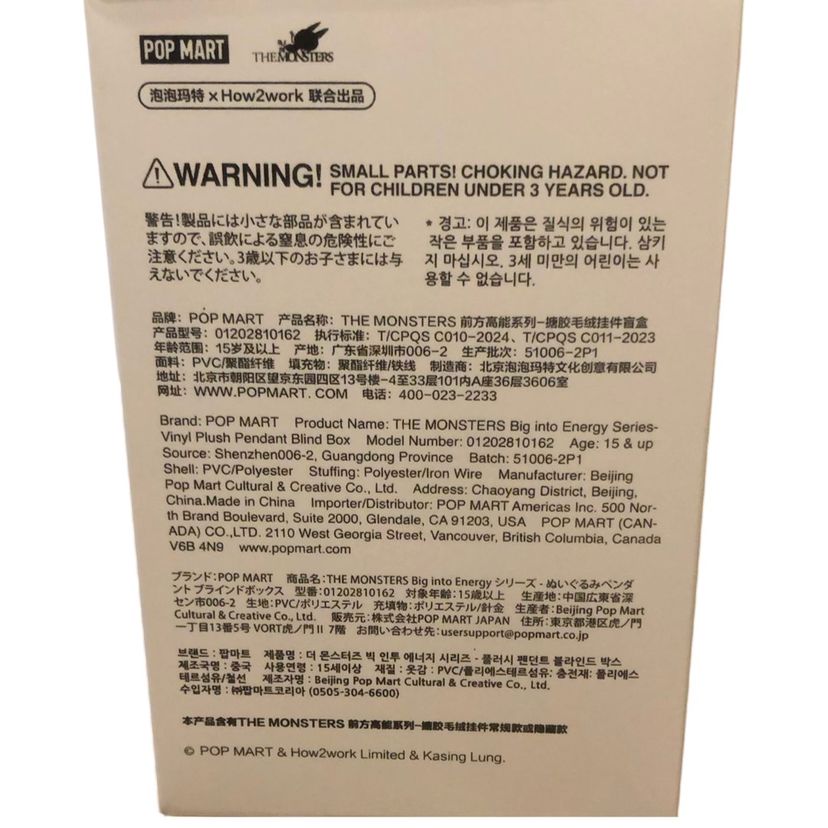 POP MART THE MONSTERS
泡泡玛特 × How2work 联合出品
WARNING! SMALL PARTS! CHOKING HAZARD. NOT
FOR CHILDREN UNDER 3 YEARS OLD.
警告!製品には小さな部品が含まれてい
ますので、誤飲による窒息の危険性にご
注意ください。3歳以下のお子さまには与
えないでください。
* 경고: 이 제품은 질식의 위험이 있는
작은 부품을 포함하고 있습니다. 삼키
지 마십시오. 3세 미만의 어린이는 사
용할 수 없습니다.
品牌: POP MART 产品名称: THE MONSTERS 前方高能系列-搪胶毛绒挂件盲盒
产品型号: 01202810162 执行标准: T/CPQS C010-2024、T/CPQS C011-2023
年龄范围: 15岁及以上 产地: 广东省深圳市006-2 生产批次: 51006-2P1
面料: PVC/聚酯纤维 填充物: 聚酯纤维/铁线 制造商: 北京泡泡玛特文化创意有限公司
地址: 北京市朝阳区望京东园四区13号楼-4至33层101内A座36层3606室
网址: WWW.POPMART. COM 电话: 400-023-2233
Brand: POP MART Product Name: THE MONSTERS Big into Energy Series-
Vinyl Plush Pendant Blind Box Model Number: 01202810162 Age: 15 & up
Source: Shenzhen006-2, Guangdong Province Batch: 51006-2P1
Shell: PVC/Polyester Stuffing: Polyester/Iron Wire Manufacturer: Beijing
Pop Mart Cultural & Creative Co., Ltd. Address: Chaoyang District, Beijing,
China.Made in China Importer/Distributor: POP MART Americas Inc. 500 Nor-
th Brand Boulevard, Suite 2000, Glendale, CA 91203, USA POP MART (CAN-
ADA) CO.,LTD. 2110 West Georgia Street, Vancouver, British Columbia, Canada
V6B 4N9 www.popmart.com
ブランド: POP MART 商品名: THE MONSTERS Big into Energy シリーズ - ぬいぐるみペンダ
ント ブラインドボックス 型番: 01202810162 対象年齢: 15歳以上 生産地: 中国広東省深
セン市006-2 生地: PVC/ポリエステル 充填物: ポリエステル/針金 生産者: Beijing Pop Mart
Cultural & Creative Co., Ltd. 販売元: 株式会社POP MART JAPAN 住所: 東京都港区虎ノ門
一丁目13番5号 VORT虎ノ門II 7階 お問い合わせ先: usersupport@popmart.co.jp
브랜드 : 팝마트 제품명 : 더 몬스터즈 빅 인투 에너지 시리즈 - 플러시 펜던트 블라인드 박스
제조국명 : 중국 사용연령 : 15세이상 재질 : 옷감 : PVC/폴리에스테르섬유: 충전재: 폴리에스
테르섬유/철선 제조자명 : Beijing Pop Mart Cultural & Creative Co., Ltd.
수입자명 : ㈜팝마트코리아 (0505-304-6600)
本产品含有THE MONSTERS 前方高能系列-搪胶毛绒挂件常规款或隐藏款
© POP MART & How2work Limited & Kasing Lung.